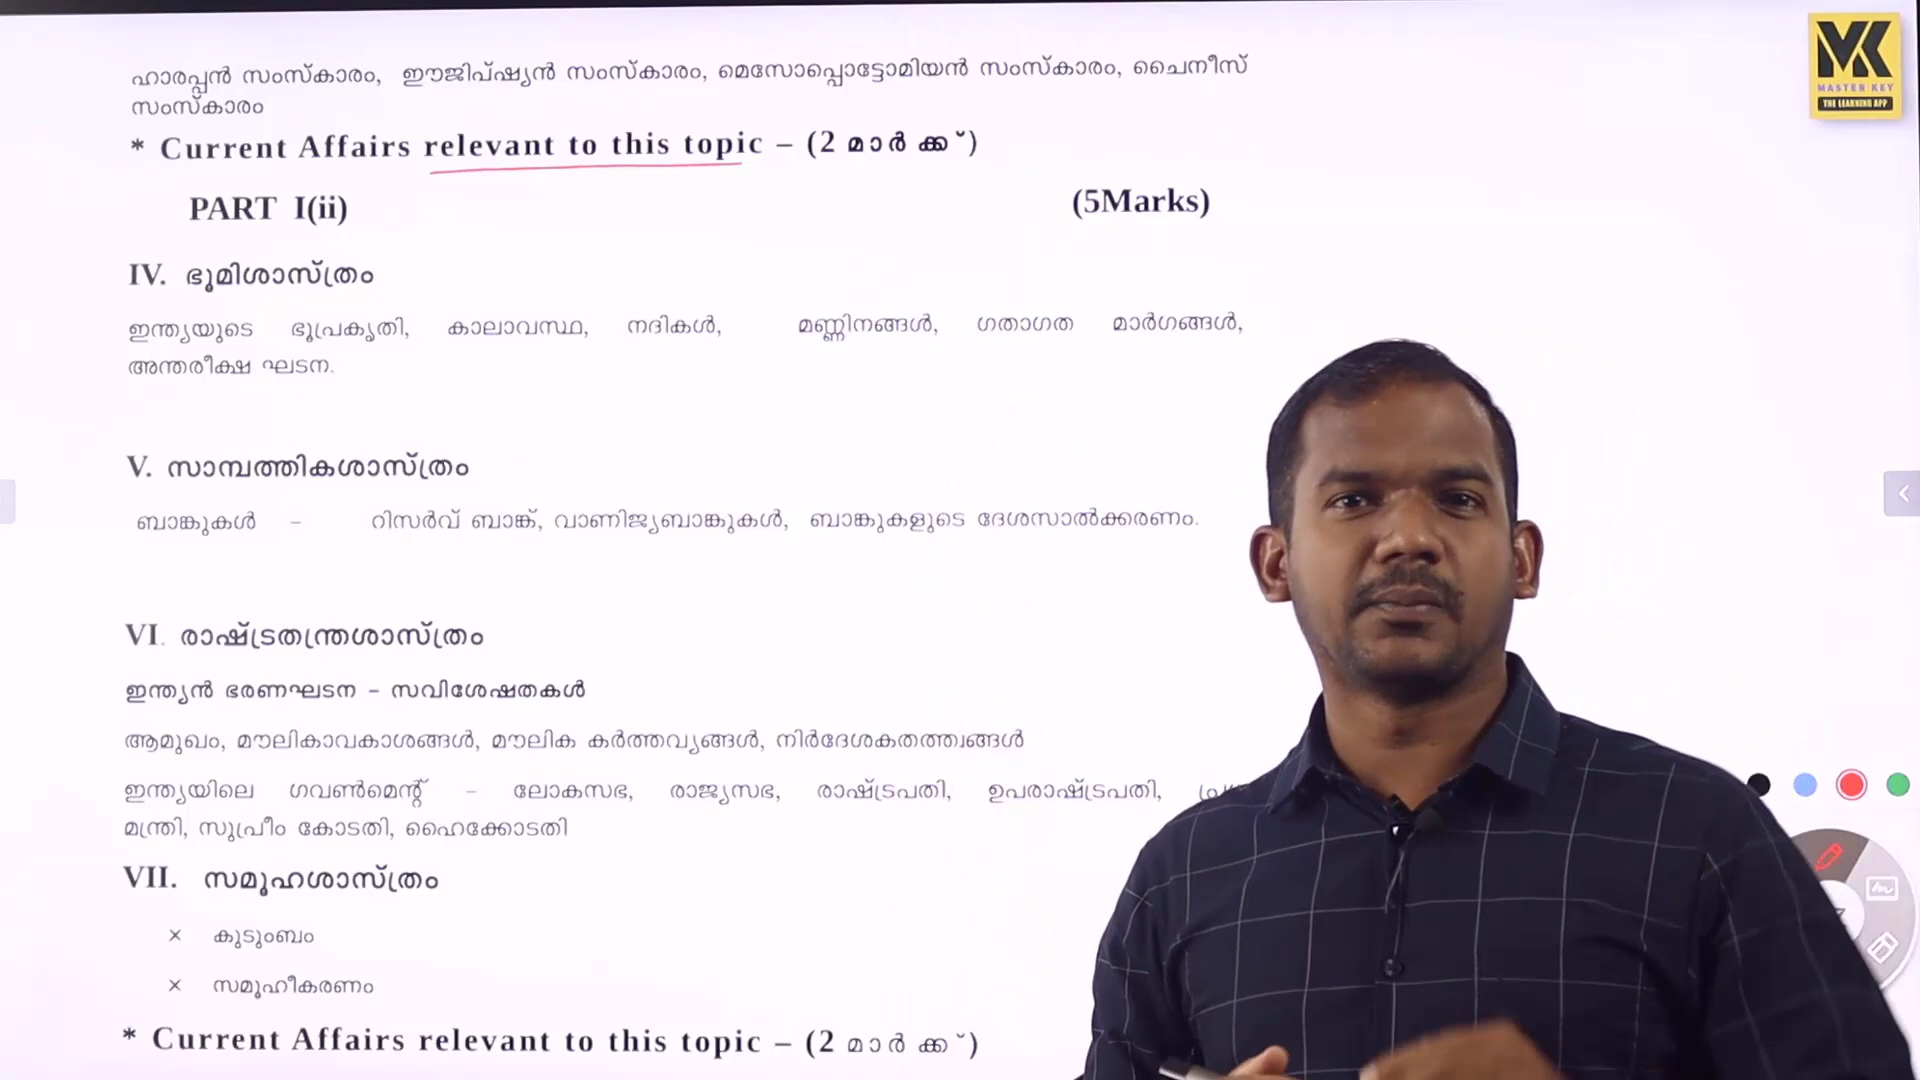 ഹാരപ്പൻ സംസ്കാരം, ഈജിപ്ഷ്യൻ സംസ്കാരം, മെസോപ്പൊട്ടോമിയൻ സംസ്കാരം, ചൈനീസ്
സംസ്കാരം
* Current Affairs relevant to this topic – (2 മാർക്ക്)
PART I(ii) (5Marks)
IV. ഭൂമിശാസ്ത്രം
ഇന്ത്യയുടെ ഭൂപ്രകൃതി, കാലാവസ്ഥ, നദികൾ, മണ്ണിനങ്ങൾ, ഗതാഗത മാർഗങ്ങൾ,
അന്തരീക്ഷ ഘടന.
V. സാമ്പത്തികശാസ്ത്രം
ബാങ്കുകൾ – റിസർവ് ബാങ്ക്, വാണിജ്യബാങ്കുകൾ, ബാങ്കുകളുടെ ദേശസാൽക്കരണം.
VI. രാഷ്ട്രതന്ത്രശാസ്ത്രം
ഇന്ത്യൻ ഭരണഘടന – സവിശേഷതകൾ
ആമുഖം, മൗലികാവകാശങ്ങൾ, മൗലിക കർത്തവ്യങ്ങൾ, നിർദേശകതത്ത്വങ്ങൾ
ഇന്ത്യയിലെ ഗവൺമെന്റ് – ലോകസഭ, രാജ്യസഭ, രാഷ്ട്രപതി, ഉപരാഷ്ട്രപതി,
മന്ത്രി, സുപ്രീം കോടതി, ഹൈക്കോടതി
VII. സമൂഹശാസ്ത്രം
× കുടുംബം
× സമൂഹീകരണം
* Current Affairs relevant to this topic – (2 മാർക്ക്)
MK
MASTER KEY
THE LEARNING APP